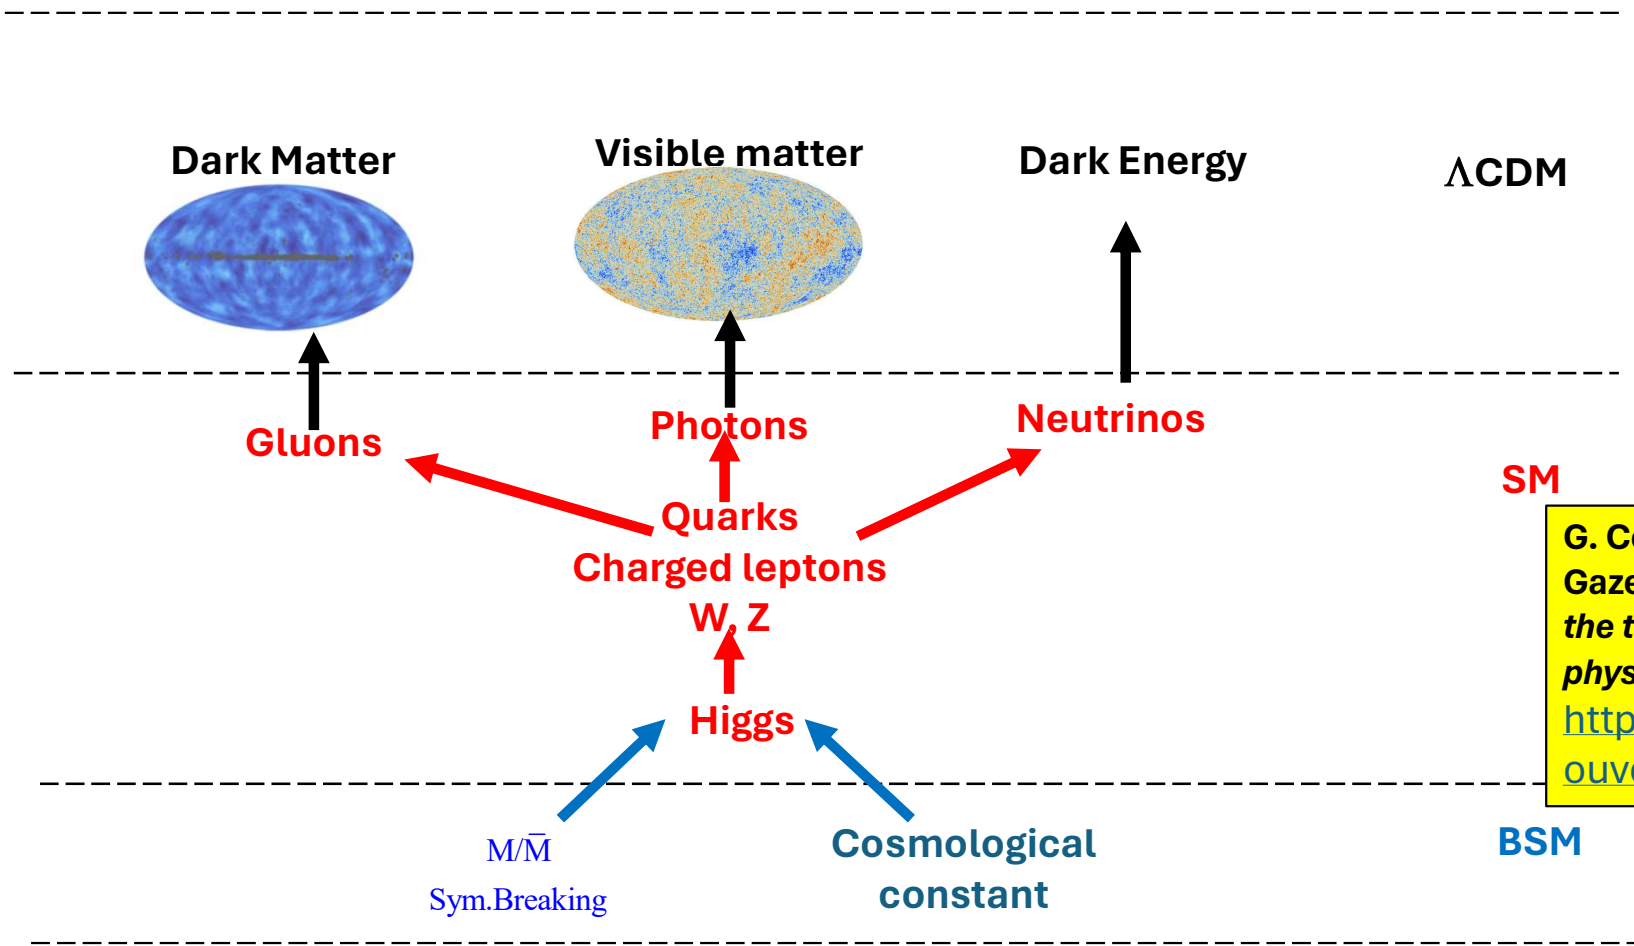 Dark Matter
Visible matter
Dark Energy
ΛCDM
Gluons
Photons
Neutrinos
SM
Quarks
Charged leptons
W, Z
Higgs
G.
the
M/M̄
Sym.Breaking
Cosmological
constant
BSM